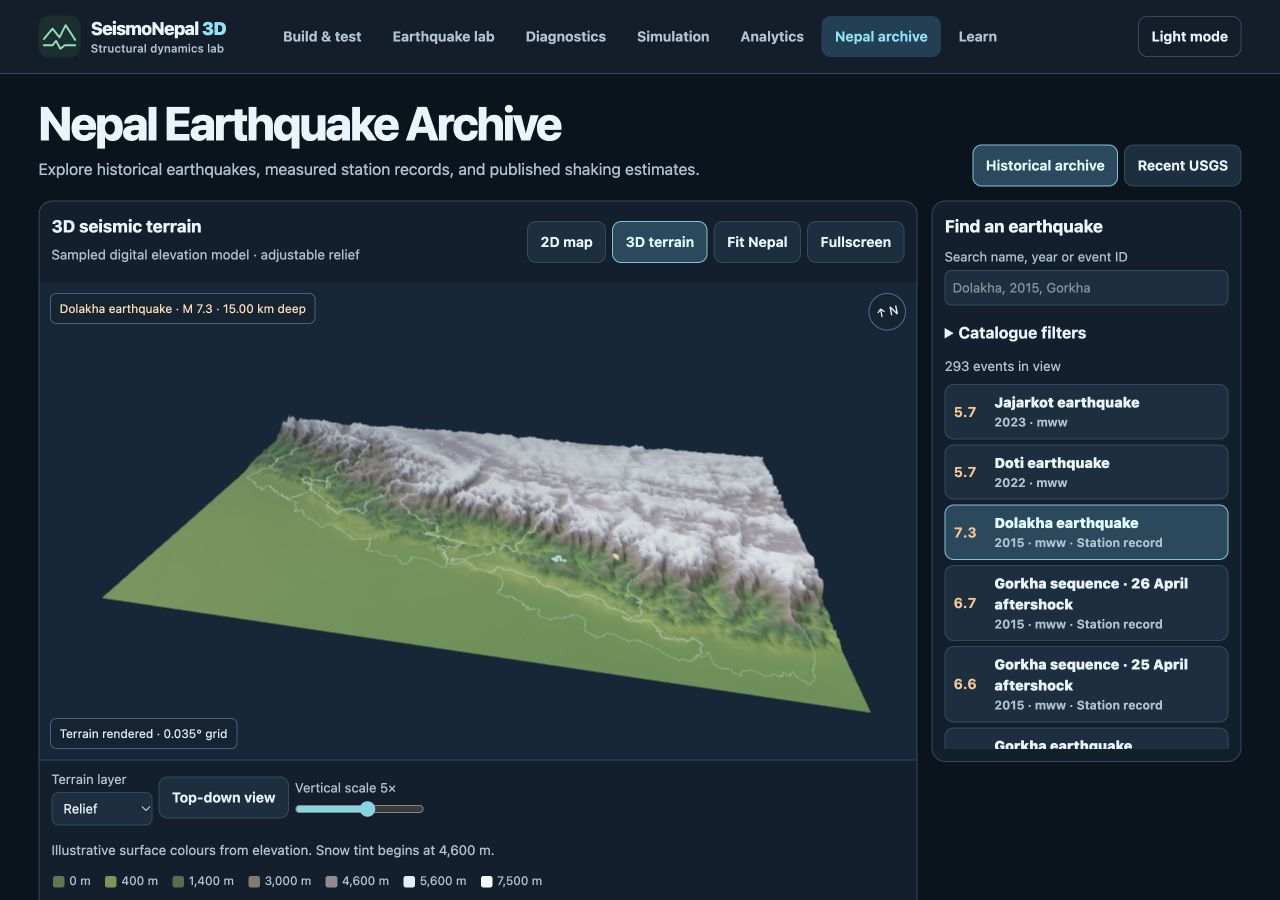 SeismoNepal 3D
Structural dynamics lab
Build & test
Earthquake lab
Diagnostics
Simulation
Analytics
Nepal archive
Learn
Light mode
Nepal Earthquake Archive
Explore historical earthquakes, measured station records, and published shaking estimates.
Historical archive
Recent USGS
3D seismic terrain
Sampled digital elevation model · adjustable relief
2D map
3D terrain
Fit Nepal
Fullscreen
Dolakha earthquake · M 7.3 · 15.00 km deep
↑ N
Terrain rendered · 0.035° grid
Terrain layer
Relief
Top-down view
Vertical scale 5×
Illustrative surface colours from elevation. Snow tint begins at 4,600 m.
0 m
400 m
1,400 m
3,000 m
4,600 m
5,600 m
7,500 m
Find an earthquake
Search name, year or event ID
Dolakha, 2015, Gorkha
Catalogue filters
293 events in view
5.7
Jajarkot earthquake
2023 · mww
5.7
Doti earthquake
2022 · mww
7.3
Dolakha earthquake
2015 · mww · Station record
6.7
Gorkha sequence · 26 April
aftershock
2015 · mww · Station record
6.6
Gorkha sequence · 25 April
aftershock
2015 · mww · Station record
Gorkha earthquake